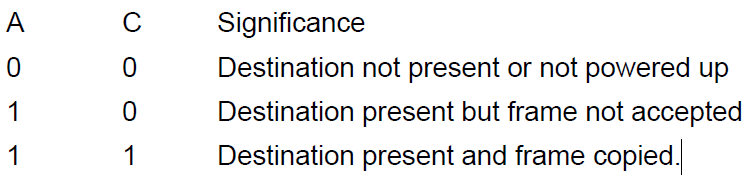 A C Significance
0 0 Destination not present or not powered up
1 0 Destination present but frame not accepted
1 1 Destination present and frame copied.